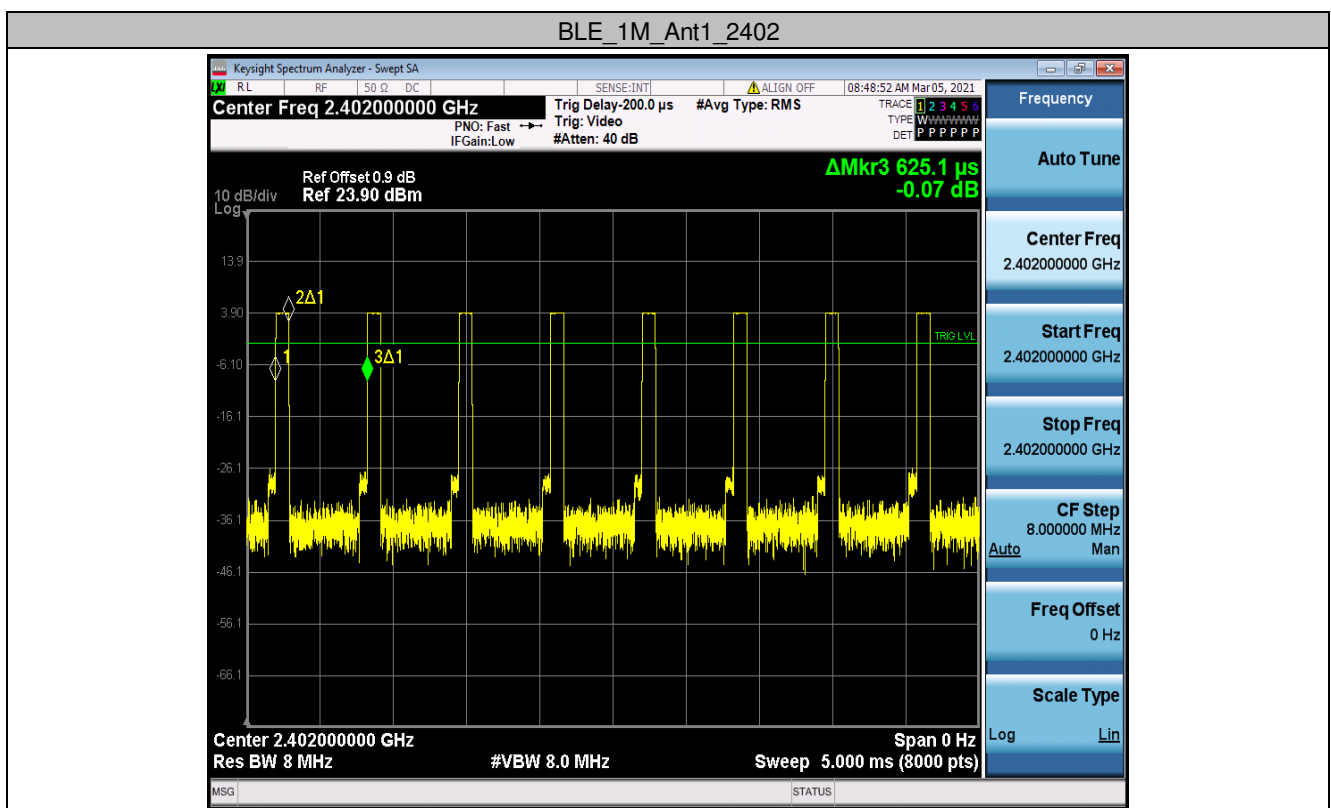 BLE_1M_Ant1_2402
Keysight Spectrum Analyzer - Swept SA
LXI RL RF 50 Ω DC SENSE:INT ALIGN OFF 08:48:52 AM Mar 05, 2021
Center Freq 2.402000000 GHz
PNO: Fast
IFGain:Low
Trig Delay-200.0 µs
Trig: Video
#Atten: 40 dB
#Avg Type: RMS
TRACE 1 2 3 4 5 6
TYPE WWWWWW
DET P P P P P P
ΔMkr3 625.1 µs
-0.07 dB
Ref Offset 0.9 dB
10 dB/div Ref 23.90 dBm
Log
13.9
3.90
-6.10
-16.1
-26.1
-36.1
-46.1
-56.1
-66.1
2Δ1
1
3Δ1
TRIG LVL
Center 2.402000000 GHz Span 0 Hz
Res BW 8 MHz #VBW 8.0 MHz Sweep 5.000 ms (8000 pts)
MSG STATUS
Frequency
Auto Tune
Center Freq
2.402000000 GHz
Start Freq
2.402000000 GHz
Stop Freq
2.402000000 GHz
CF Step
8.000000 MHz
Auto Man
Freq Offset
0 Hz
Scale Type
Log Lin